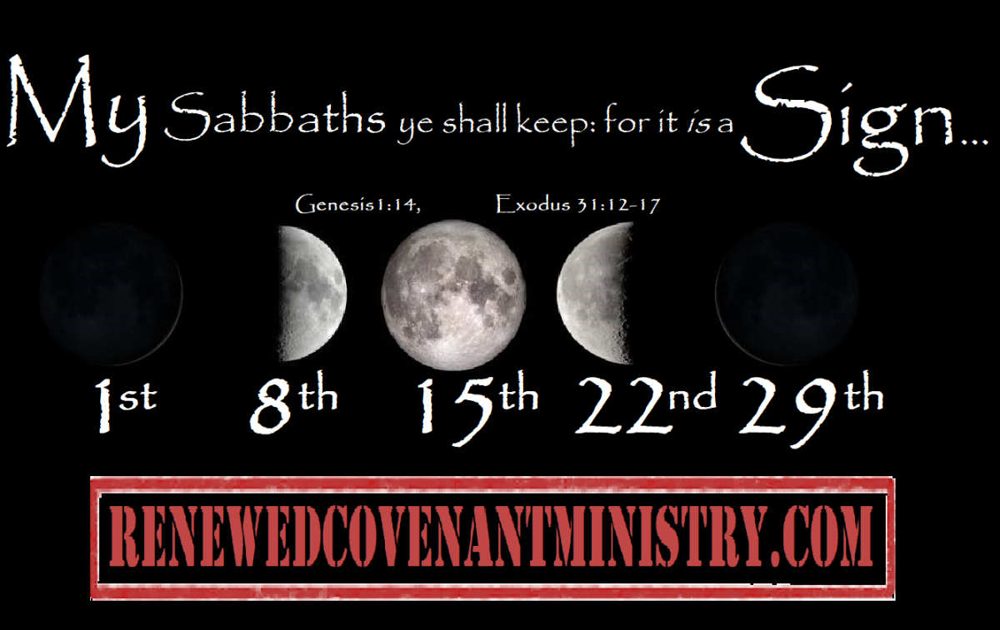 My Sabbaths ye shall keep: for it is a Sign...
Genesis1:14, Exodus 31:12-17
1st 8th 15th 22nd 29th
RENEWEDCOVENANTMINISTRY.COM